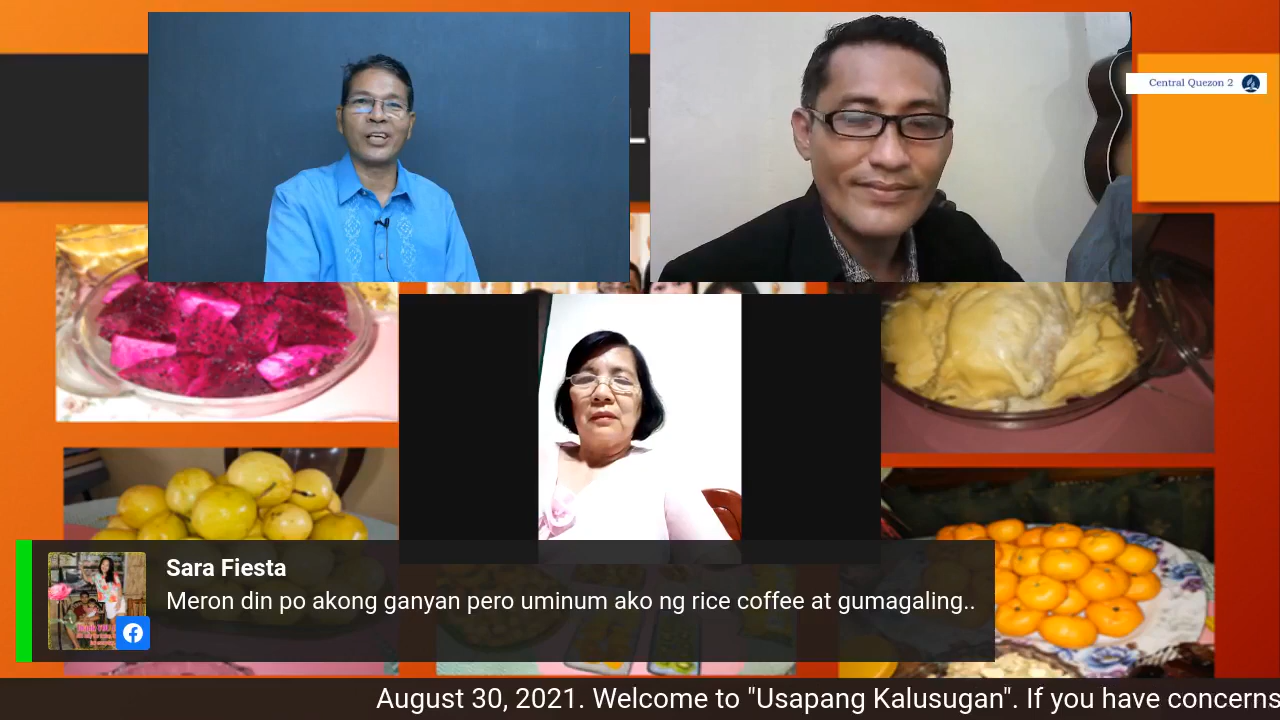 Central Quezon 2
Sara Fiesta
Meron din po akong ganyan pero uminum ako ng rice coffee at gumagaling..
August 30, 2021. Welcome to "Usapang Kalusugan". If you have concerns